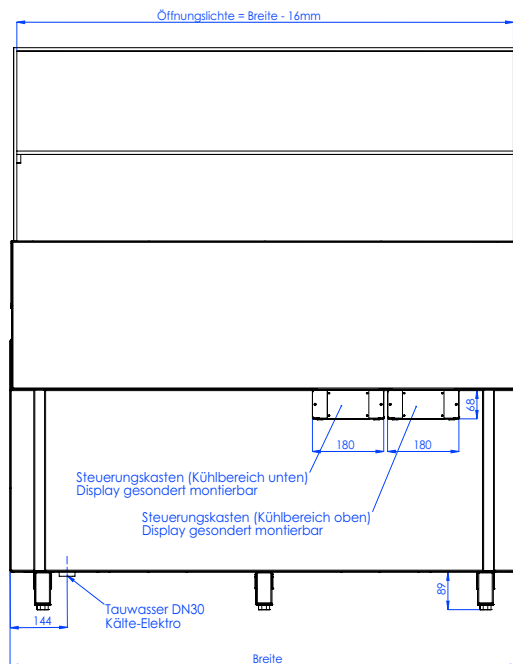 Öffnungslichte = Breite - 16mm
68
180
180
Steuerungskasten (Kühlbereich unten)
Display gesondert montierbar
Steuerungskasten (Kühlbereich oben)
Display gesondert montierbar
89
Tauwasser DN30
Kälte-Elektro
144
Breite